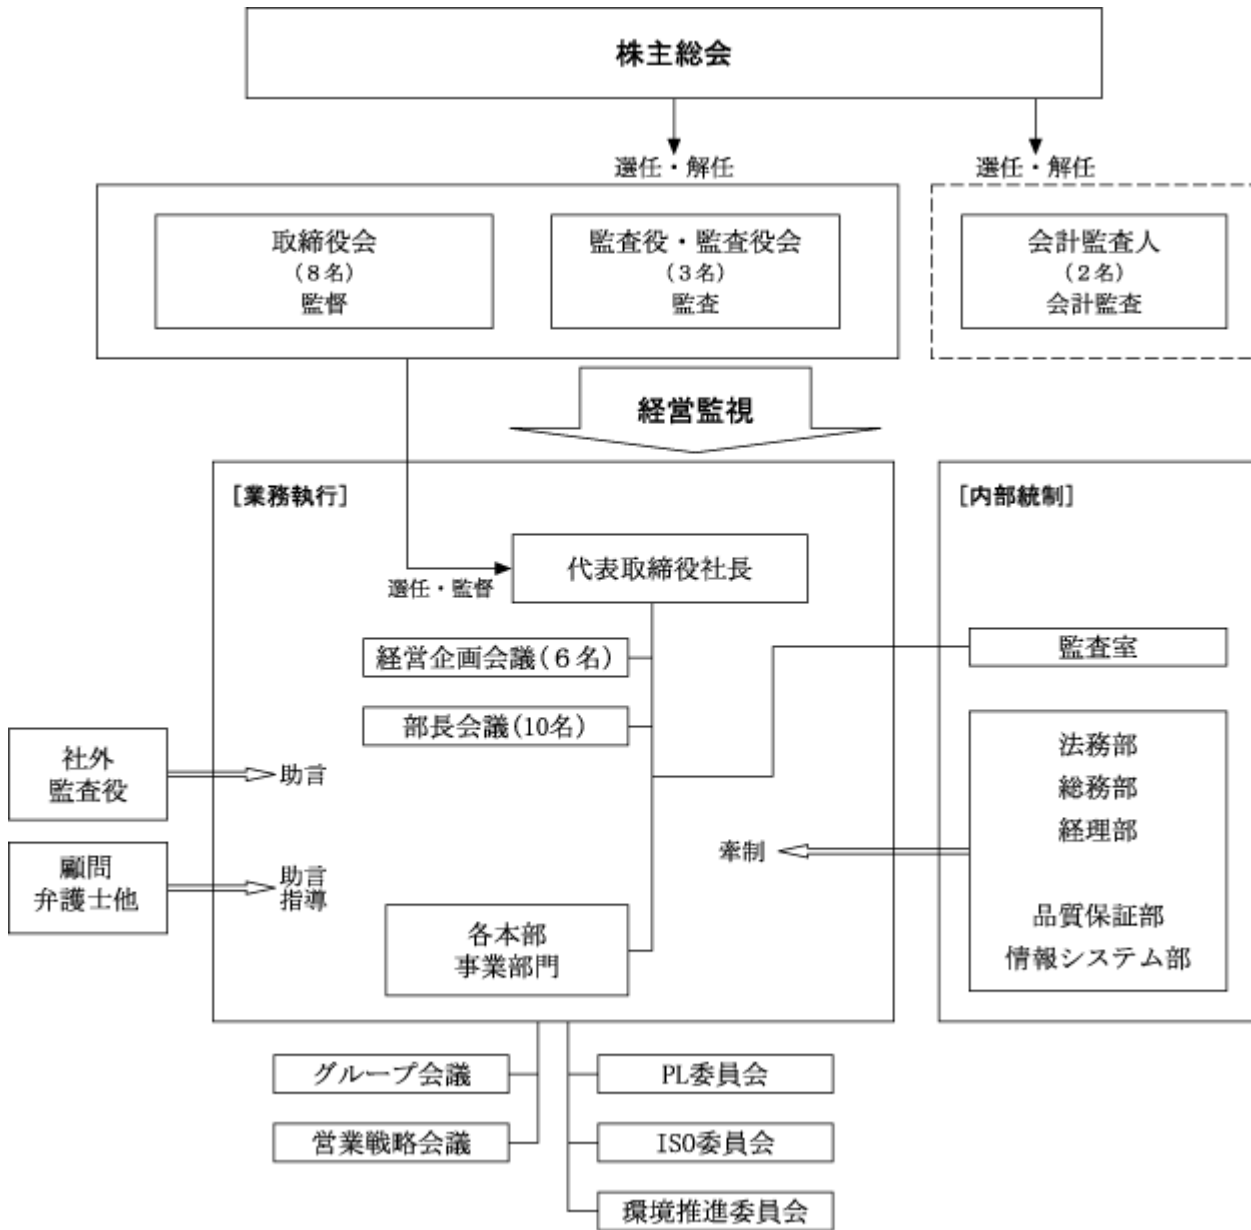 株主総会
選任・解任
選任・解任
取締役会
(8名)
監督
監査役・監査役会
(3名)
監査
会計監査人
(2名)
会計監査
経営監視
[業務執行]
[内部統制]
代表取締役社長
選任・監督
経営企画会議(6名)
監査室
部長会議(10名)
社外
監査役
助言
法務部
総務部
経理部
品質保証部
情報システム部
牽制
顧問
弁護士他
助言
指導
各本部
事業部門
グループ会議
PL委員会
営業戦略会議
ISO委員会
環境推進委員会